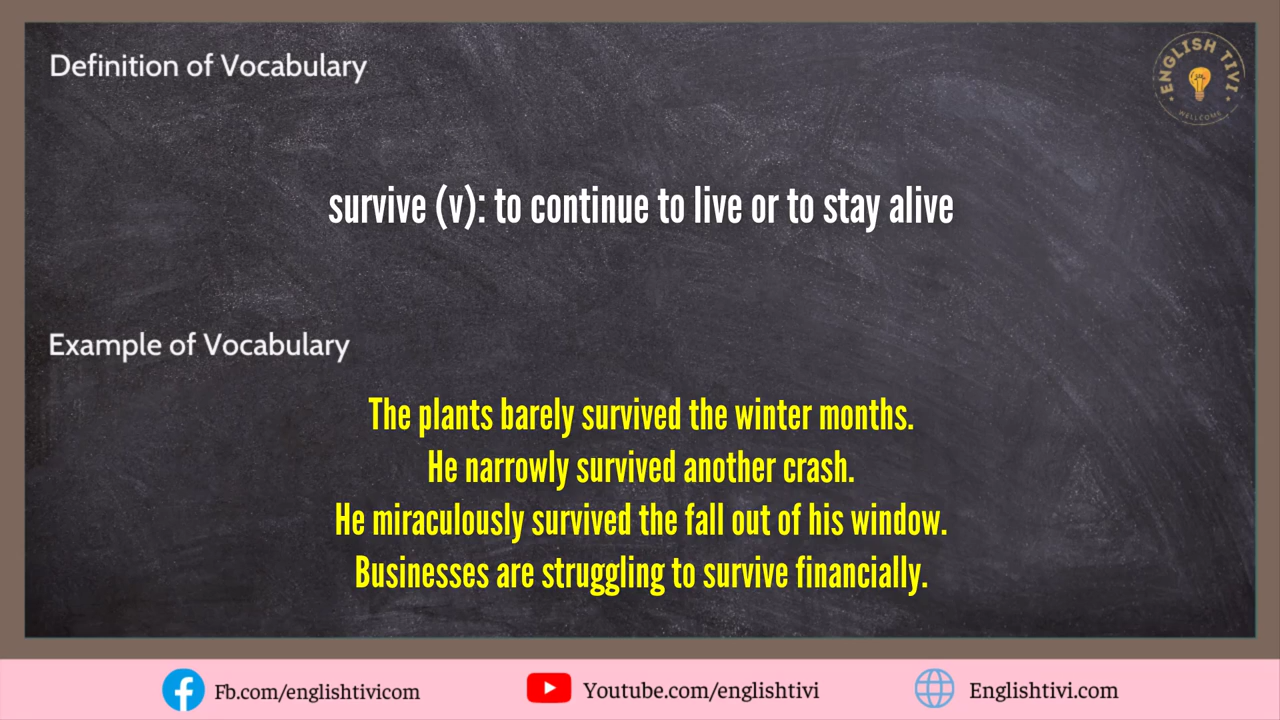 Definition of Vocabulary
ENGLISH TIVI
WELLCOME
survive (v): to continue to live or to stay alive
Example of Vocabulary
The plants barely survived the winter months.
He narrowly survived another crash.
He miraculously survived the fall out of his window.
Businesses are struggling to survive financially.
Fb.com/englishtivicom
Youtube.com/englishtivi
Englishtivi.com